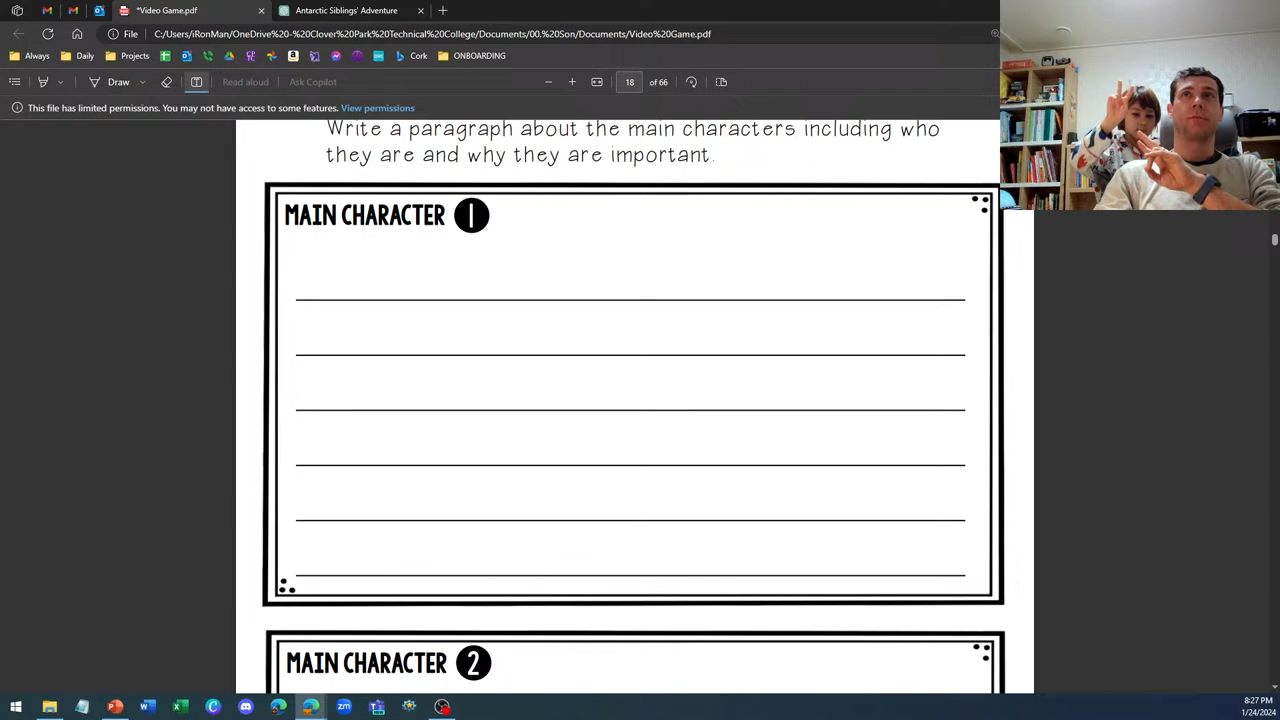 *Video Game.pdf
Antarctic Siblings' Adventure
File
C:/Users/iRonMan/OneDrive%20-%20Clover%20Park%20Technical%20College/Documents/00.%20Son/Documents/Video%20Game.pdf
Always
Daily
Projects
Cork
ONBOARDING
Draw
Read aloud
Ask Copilot
18 of 66
This file has limited permissions. You may not have access to some features. View permissions
Write a paragraph about the main characters including who
they are and why they are important.
MAIN CHARACTER 1
MAIN CHARACTER 2
8:27 PM
1/24/2024